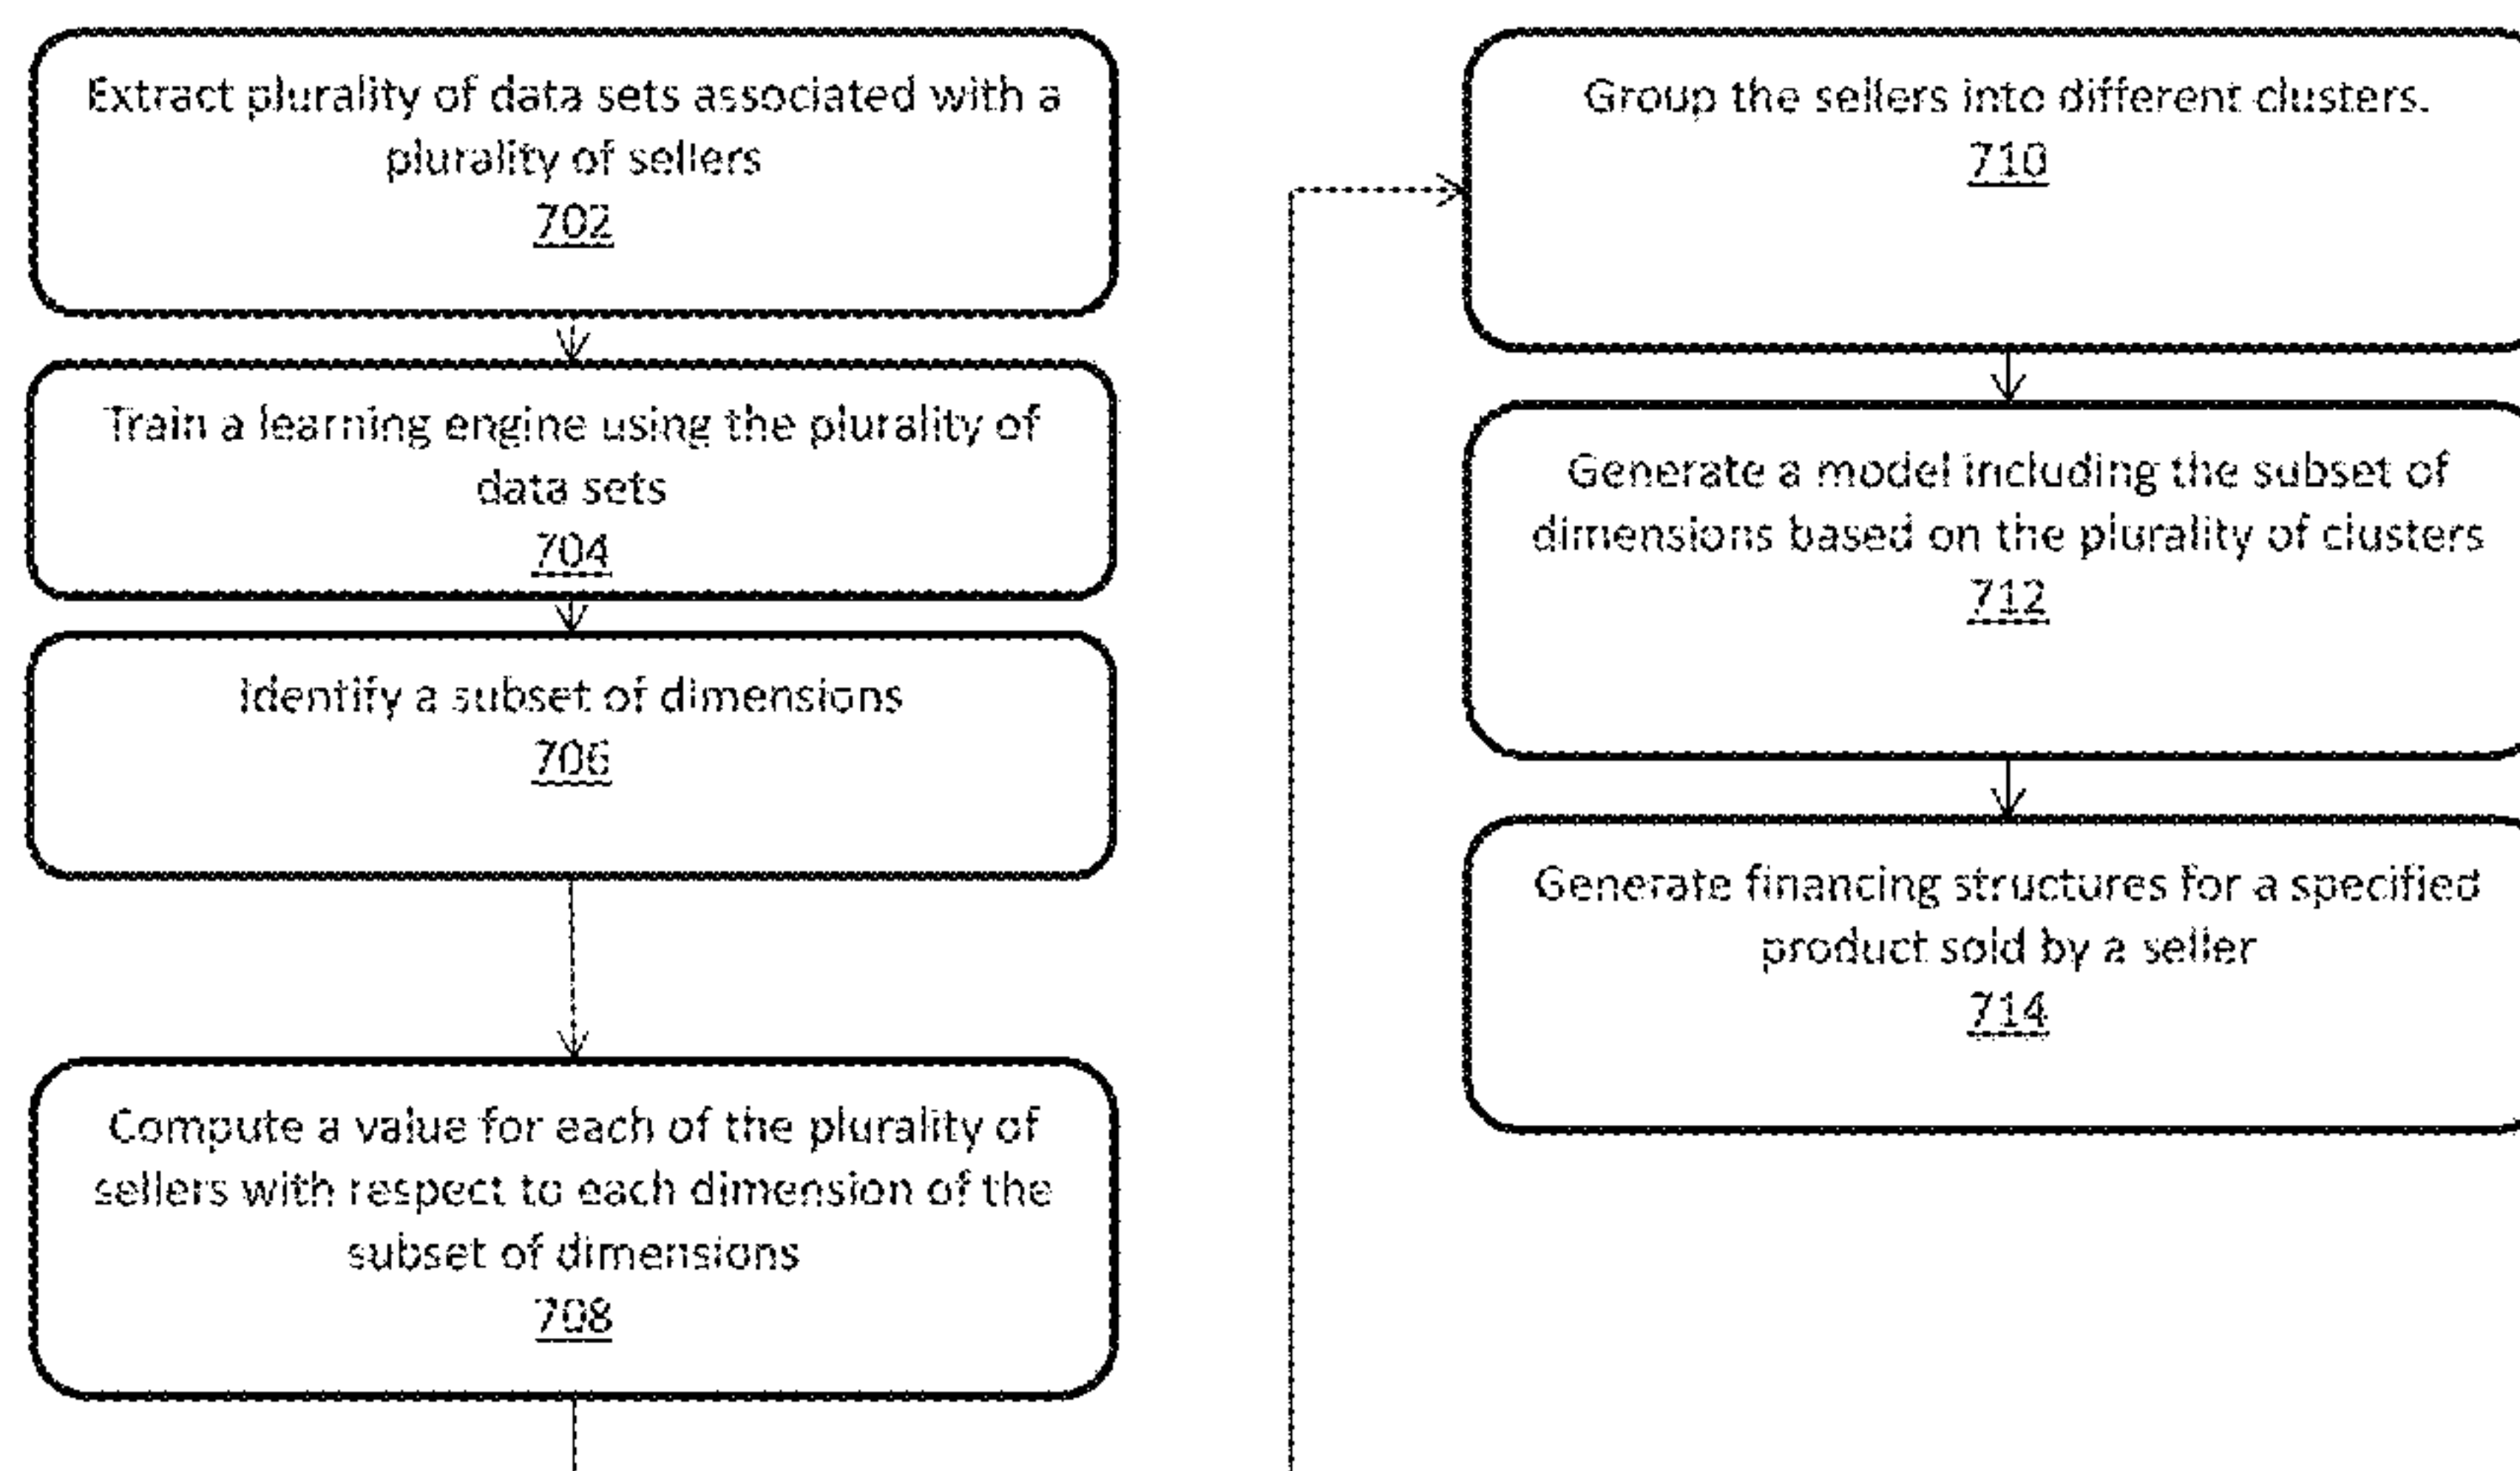 Extract plurality of data sets associated with a
plurality of sellers
702
Train a learning engine using the plurality of
data sets
704
Identify a subset of dimensions
706
Compute a value for each of the plurality of
sellers with respect to each dimension of the
subset of dimensions
708
Group the sellers into different clusters.
710
Generate a model including the subset of
dimensions based on the plurality of clusters
712
Generate financing structures for a specified
product sold by a seller
714